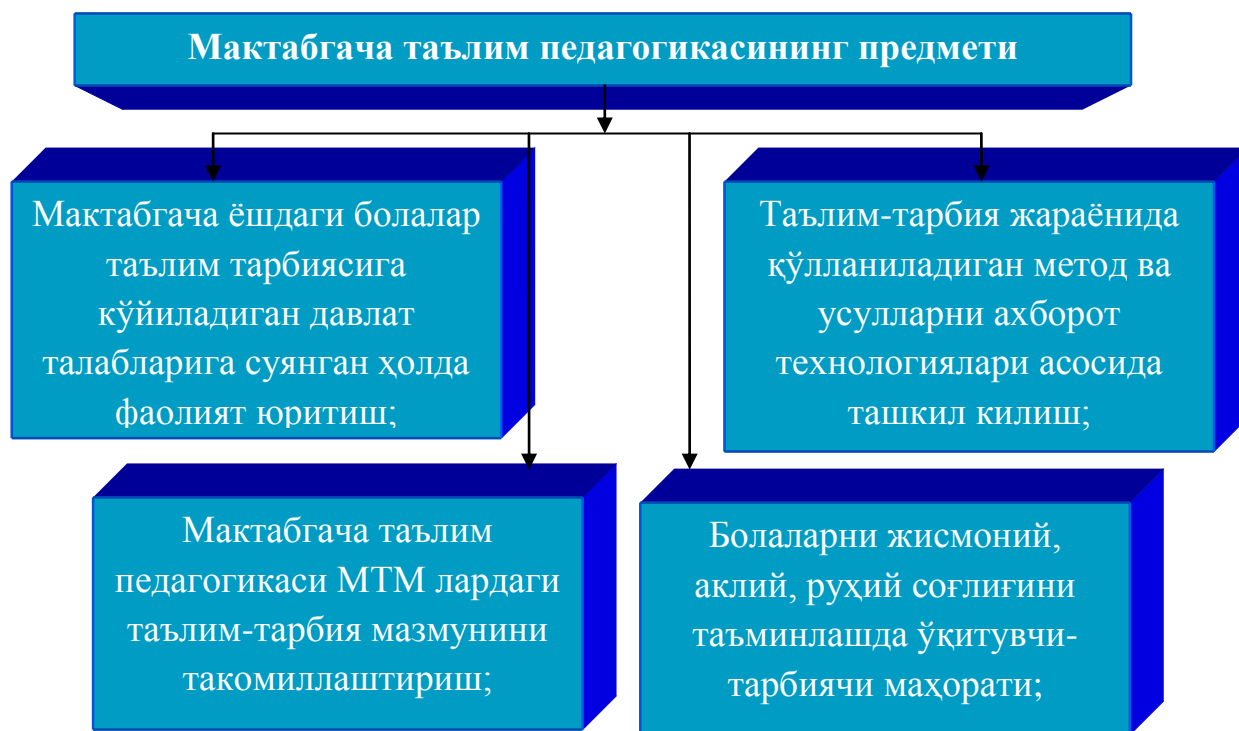 Мактабгача таълим педагогикасининг предмети
Мактабгача ёшдаги болалар
таълим тарбиясига
кўйиладиган давлат
талабларига суянган ҳолда
фаолият юритиш;
Таълим-тарбия жараёнида
қўлланиладиган метод ва
усулларни ахборот
технологиялари асосида
ташкил килиш;
Мактабгача таълим
педагогикаси МТМ лардаги
таълим-тарбия мазмунини
такомиллаштириш;
Болаларни жисмоний,
аклий, руҳий соғлиғини
таъминлашда ўқитувчи-
тарбиячи маҳорати;